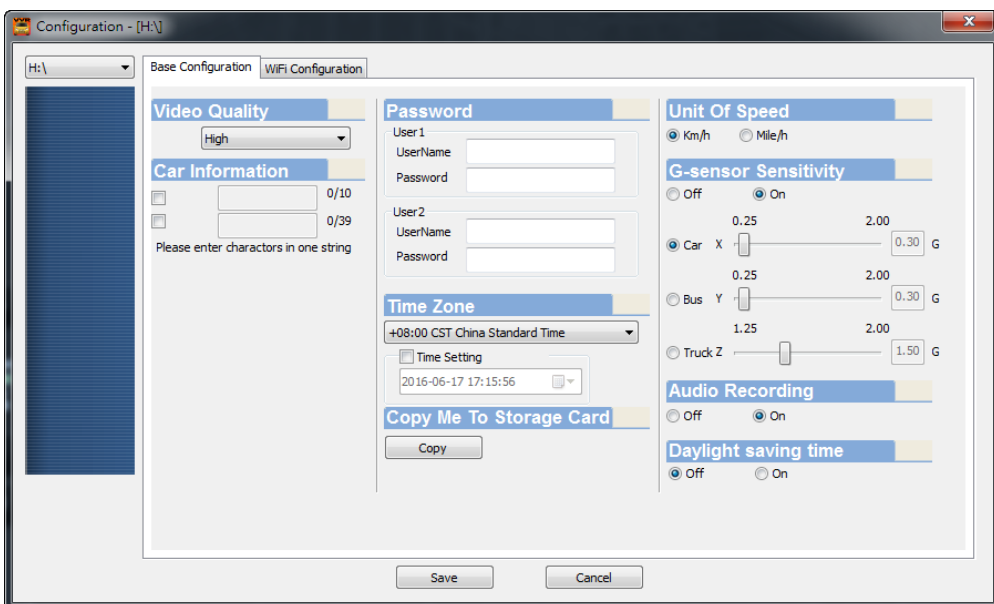 Configuration - [H:\]
H:\
Base Configuration
WiFi Configuration
Video Quality
High
Car Information
0/10
0/39
Please enter charactors in one string
Password
User1
UserName
Password
User2
UserName
Password
Time Zone
+08:00 CST China Standard Time
Time Setting
2016-06-17 17:15:56
Copy Me To Storage Card
Copy
Unit Of Speed
Km/h Mile/h
G-sensor Sensitivity
Off On
0.25 2.00
Car X 0.30 G
0.25 2.00
Bus Y 0.30 G
1.25 2.00
Truck Z 1.50 G
Audio Recording
Off On
Daylight saving time
Off On
Save Cancel